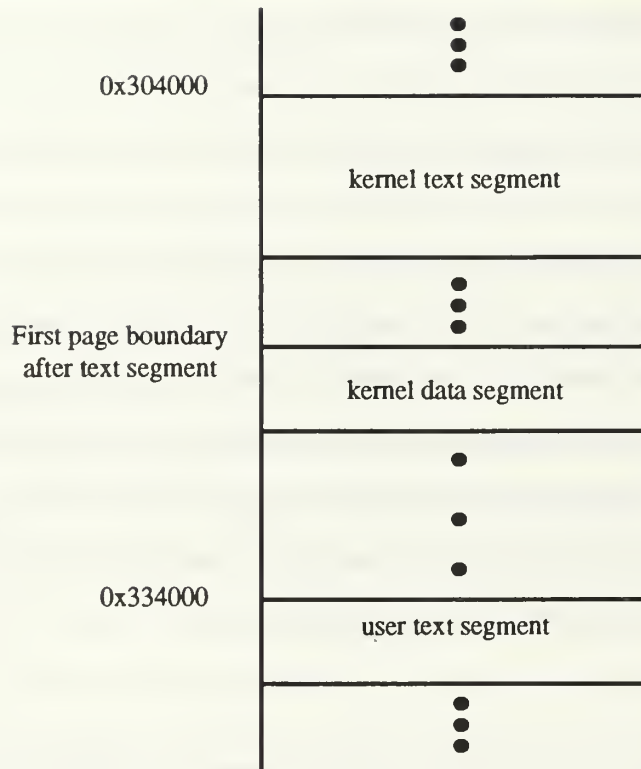 0x304000
kernel text segment
First page boundary
after text segment
kernel data segment
0x334000
user text segment